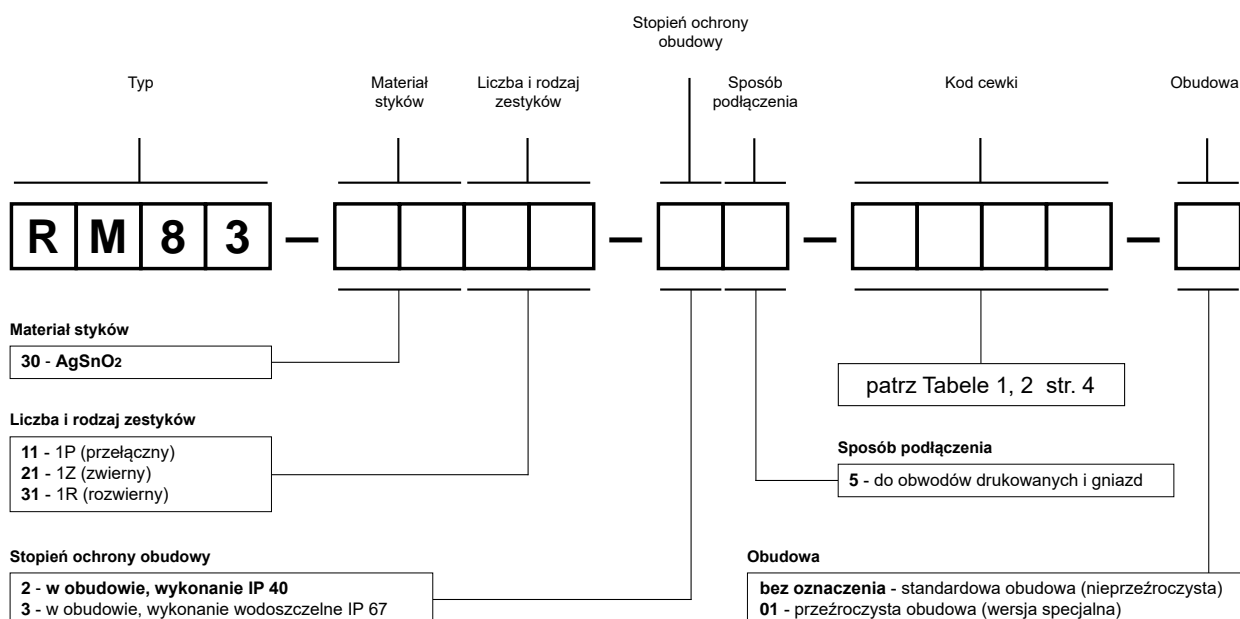 Stopień ochrony
obudowy
Typ
Materiał
styków
Liczba i rodzaj
zestyków
Sposób
podłączenia
Kod cewki
Obudowa
R M 8 3 – – – –
Materiał styków
30 - AgSnO2
patrz Tabele 1, 2 str. 4
Liczba i rodzaj zestyków
11 - 1P (przełączny)
21 - 1Z (zwierny)
31 - 1R (rozwierny)
Sposób podłączenia
5 - do obwodów drukowanych i gniazd
Stopień ochrony obudowy
2 - w obudowie, wykonanie IP 40
3 - w obudowie, wykonanie wodoszczelne IP 67
Obudowa
bez oznaczenia - standardowa obudowa (nieprzeźroczysta)
01 - przeźroczysta obudowa (wersja specjalna)